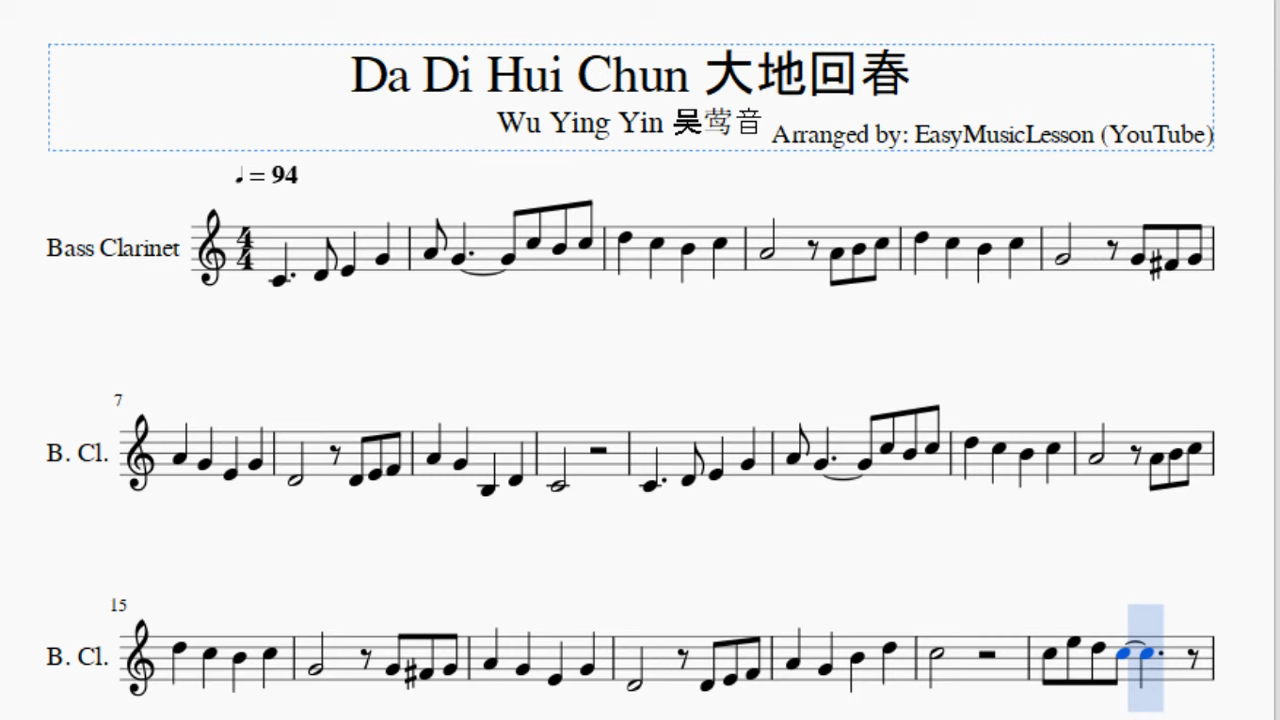 Da Di Hui Chun 大地回春
Wu Ying Yin 吴莺音
Arranged by: EasyMusicLesson (YouTube)
♩ = 94
Bass Clarinet
7
B. Cl.
15
B. Cl.